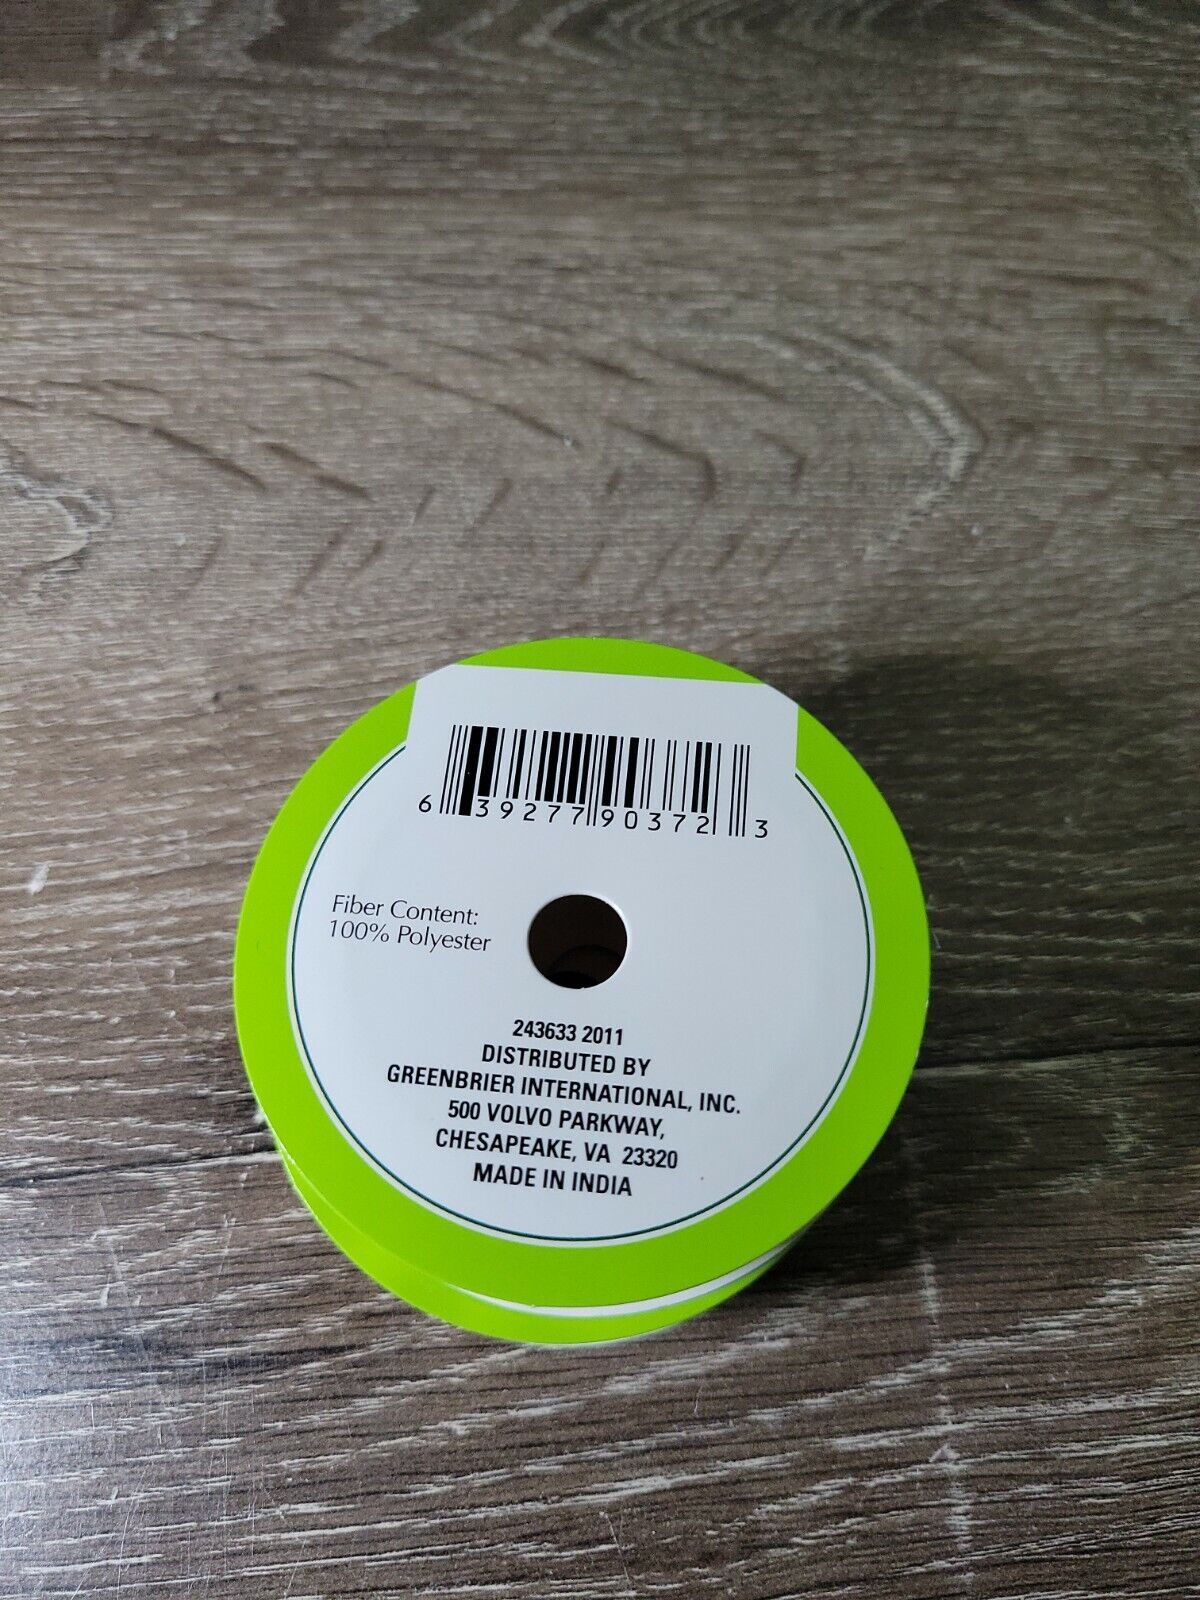 6 39277 90372 3
Fiber Content:
100% Polyester
243633 2011
DISTRIBUTED BY
GREENBRIER INTERNATIONAL, INC.
500 VOLVO PARKWAY,
CHESAPEAKE, VA 23320
MADE IN INDIA